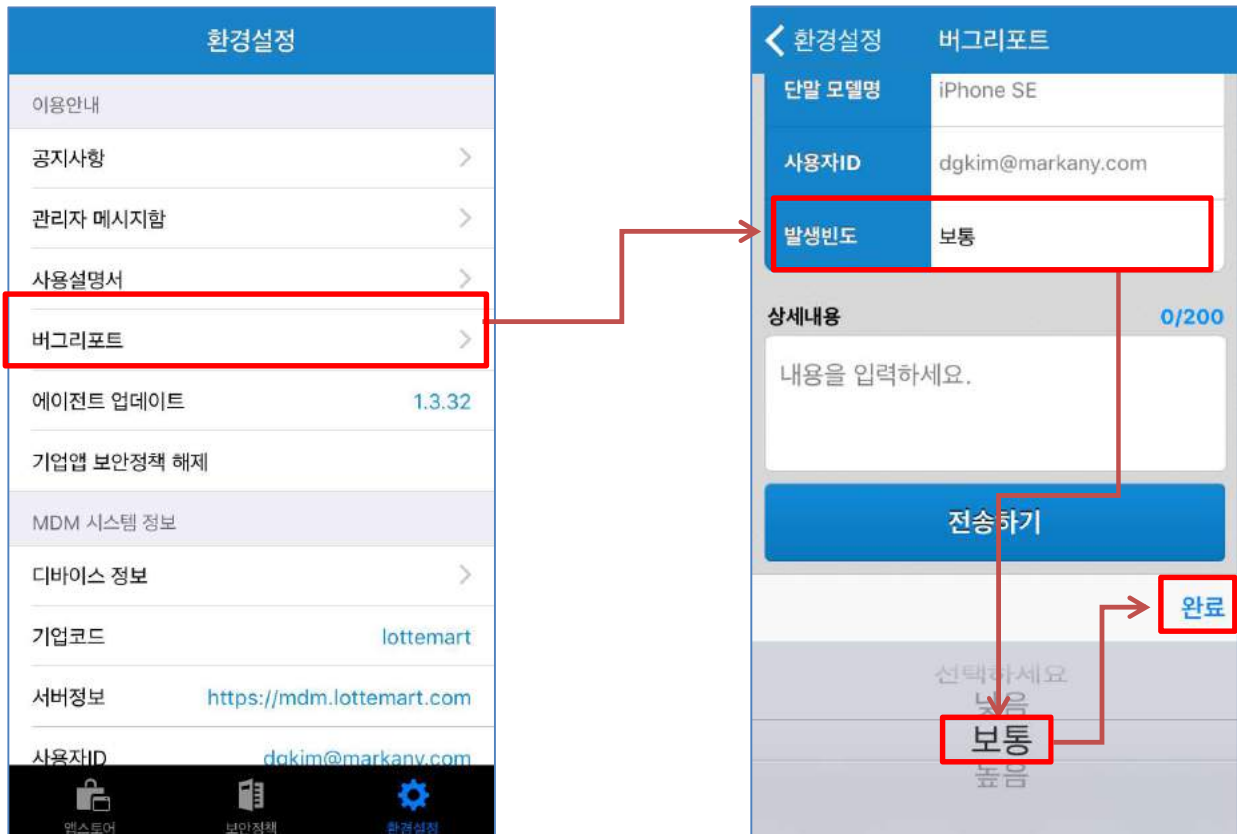 환경설정
이용안내
공지사항
관리자 메시지함
사용설명서
버그리포트
에이전트 업데이트 1.3.32
기업앱 보안정책 해제
MDM 시스템 정보
디바이스 정보
기업코드 lottemart
서버정보 https://mdm.lottemart.com
사용자ID dgkim@markany.com
앱스토어 보안정책 환경설정
환경설정 버그리포트
단말 모델명 iPhone SE
사용자ID dgkim@markany.com
발생빈도 보통
상세내용 0/200
내용을 입력하세요.
전송하기
완료
선택하세요
낮음
보통
높음